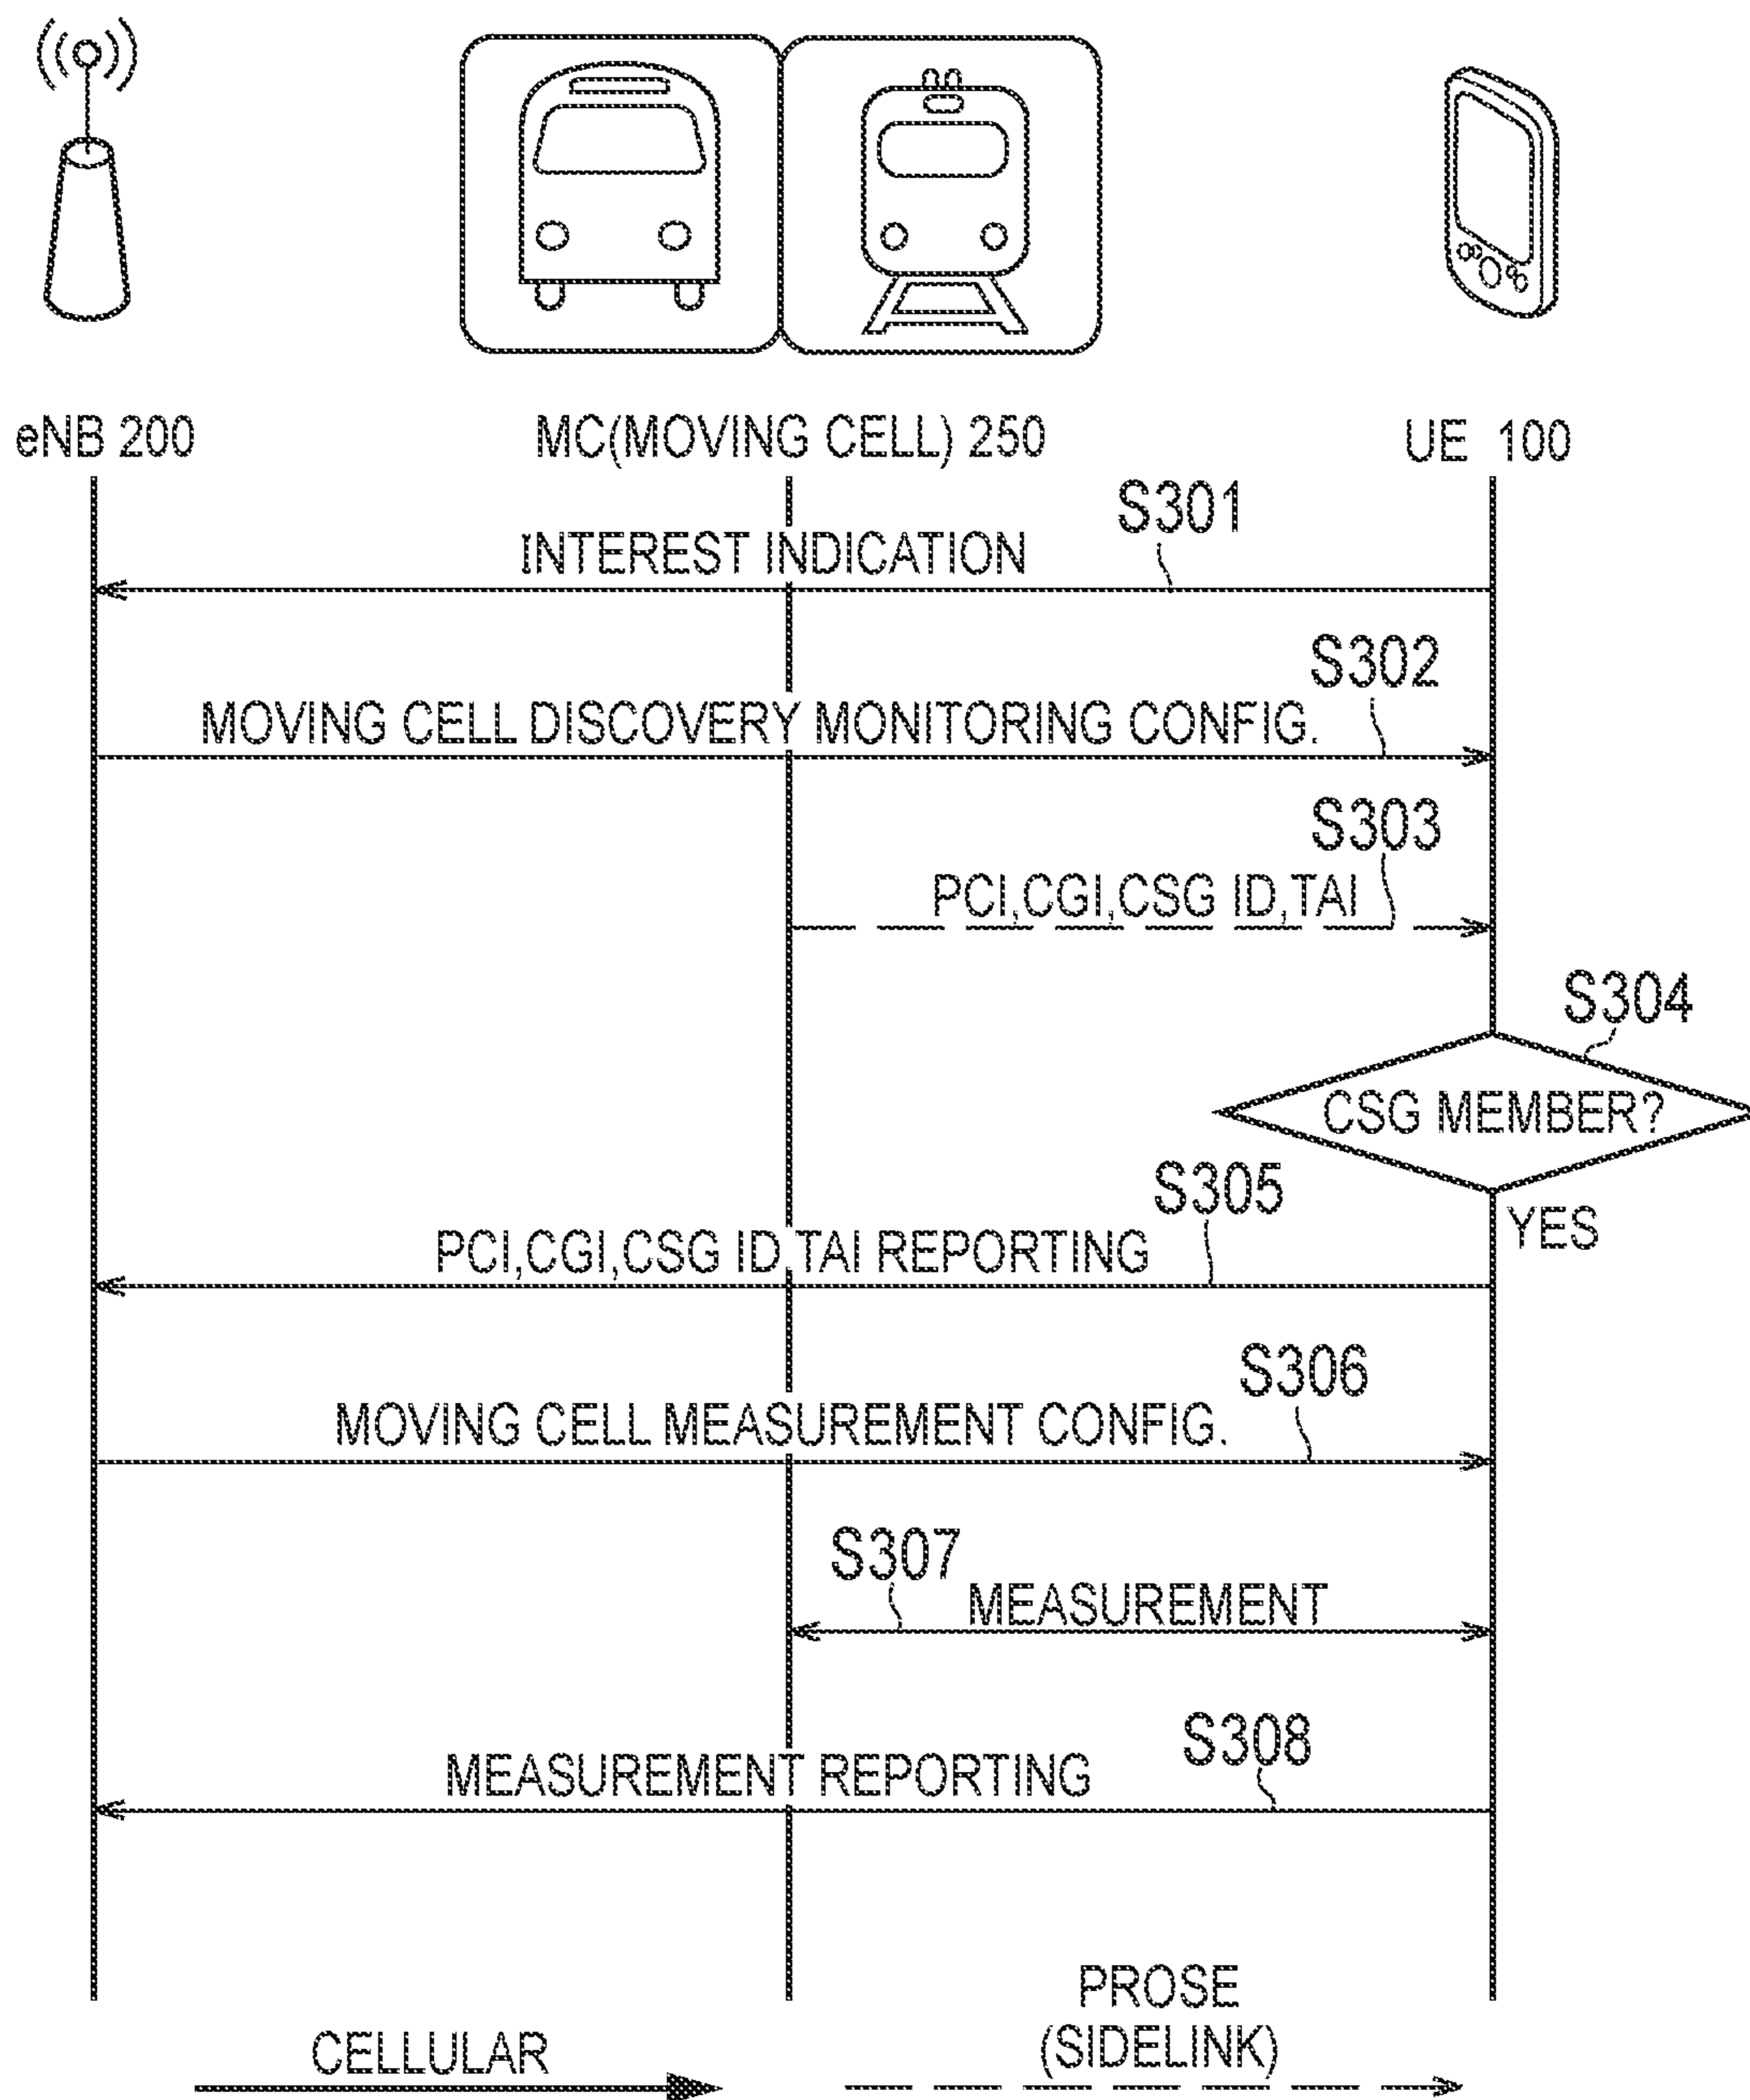 eNB 200
MC(MOVING CELL) 250
UE 100
S301
INTEREST INDICATION
S302
MOVING CELL DISCOVERY MONITORING CONFIG.
S303
PCI,CGI,CSG ID,TAI
S304
CSG MEMBER?
S305
YES
PCI,CGI,CSG ID,TAI REPORTING
S306
MOVING CELL MEASUREMENT CONFIG.
S307
MEASUREMENT
S308
MEASUREMENT REPORTING
CELLULAR
PROSE
(SIDELINK)